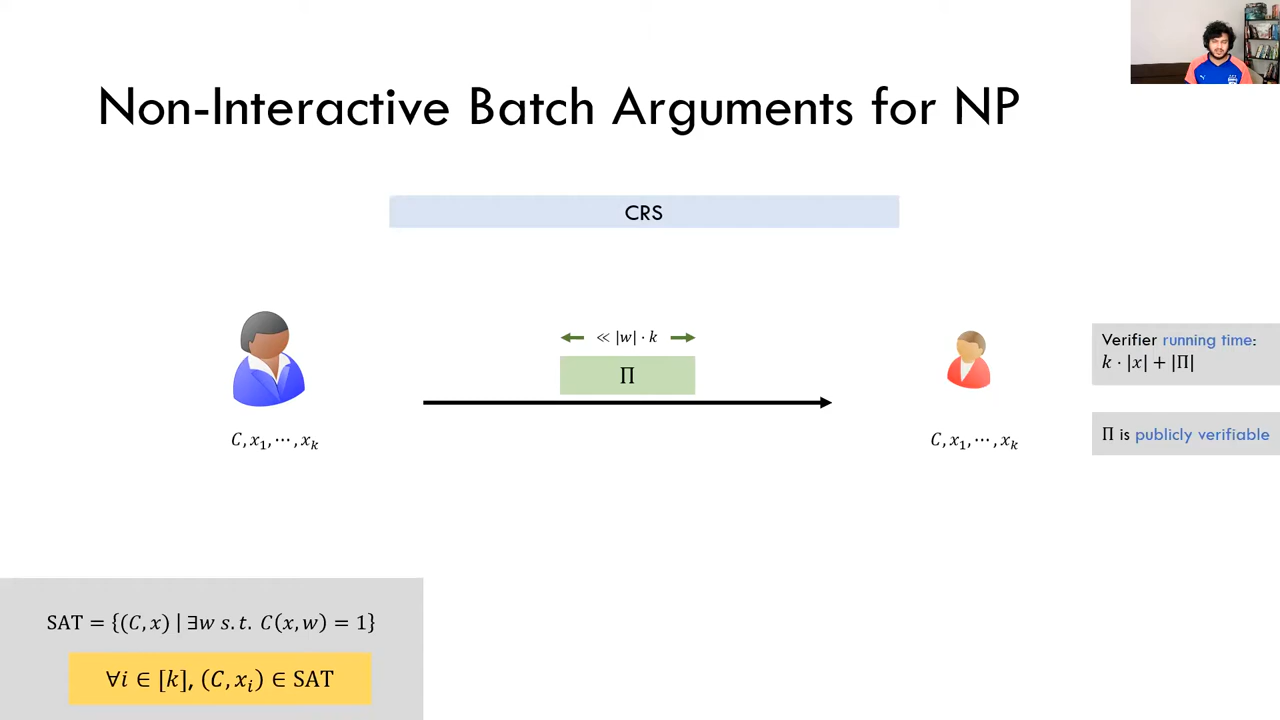 Non-Interactive Batch Arguments for NP
CRS
≪ |w| · k
Π
C, x₁, ⋯, xₖ
C, x₁, ⋯, xₖ
Verifier running time:
k · |x| + |Π|
Π is publicly verifiable
SAT = {(C, x) | ∃w s.t. C(x, w) = 1}
∀i ∈ [k], (C, xᵢ) ∈ SAT